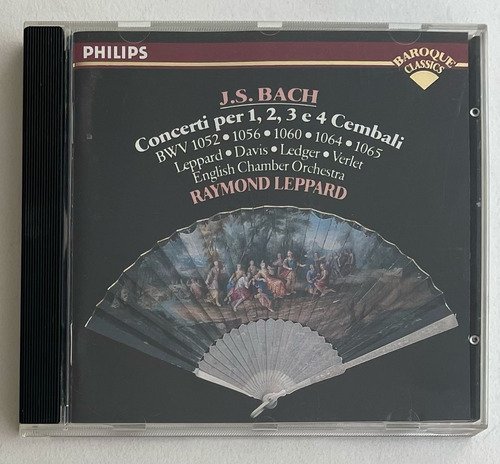 PHILIPS
BAROQUE
CLASSICS
J.S. BACH
Concerti per 1, 2, 3 e 4 Cembali
BWV 1052 • 1056 • 1060 • 1064 • 1065
Leppard • Davis • Ledger • Verlet
English Chamber Orchestra
RAYMOND LEPPARD